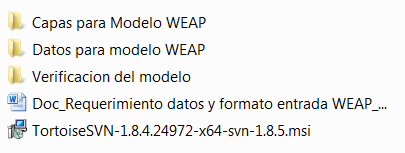 Capas para Modelo WEAP
Datos para modelo WEAP
Verificacion del modelo
Doc_Requerimiento datos y formato entrada WEAP_...
TortoiseSVN-1.8.4.24972-x64-svn-1.8.5.msi